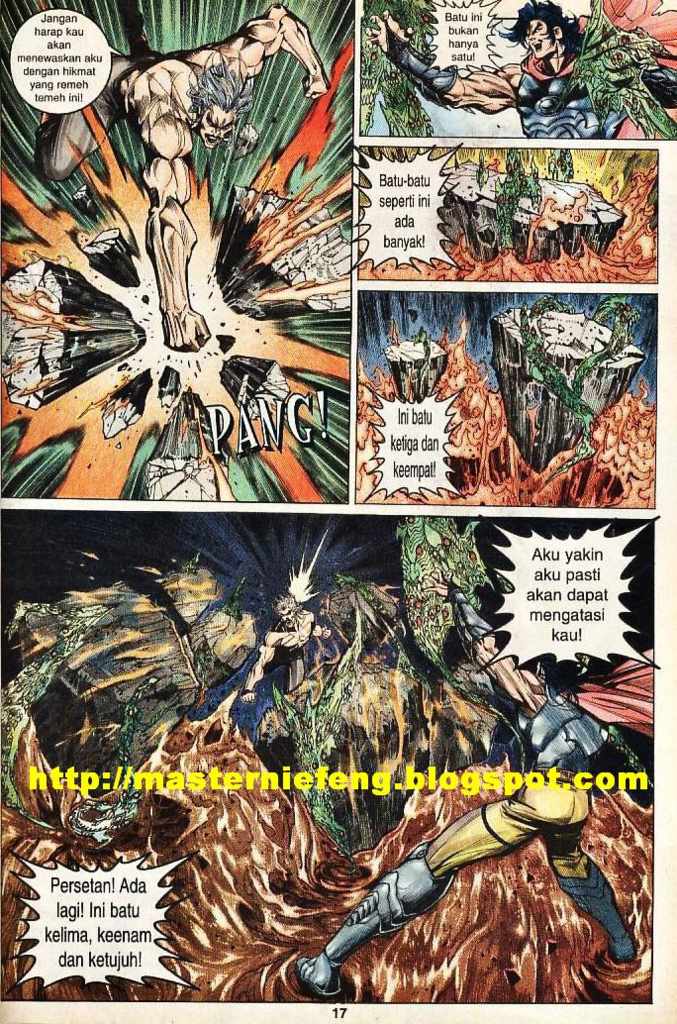 Jangan
harap kau
akan
menewaskan aku
dengan hikmat
yang remeh
temeh ini!
Batu ini
bukan
hanya
satu!
Batu-batu
seperti ini
ada
banyak!
PANG!
Ini batu
ketiga dan
keempat!
Aku yakin
aku pasti
akan dapat
mengatasi
kau!
http://masterhiefeng.blogspot.com
Persetan! Ada
lagi! Ini batu
kelima, keenam
dan ketujuh!
17